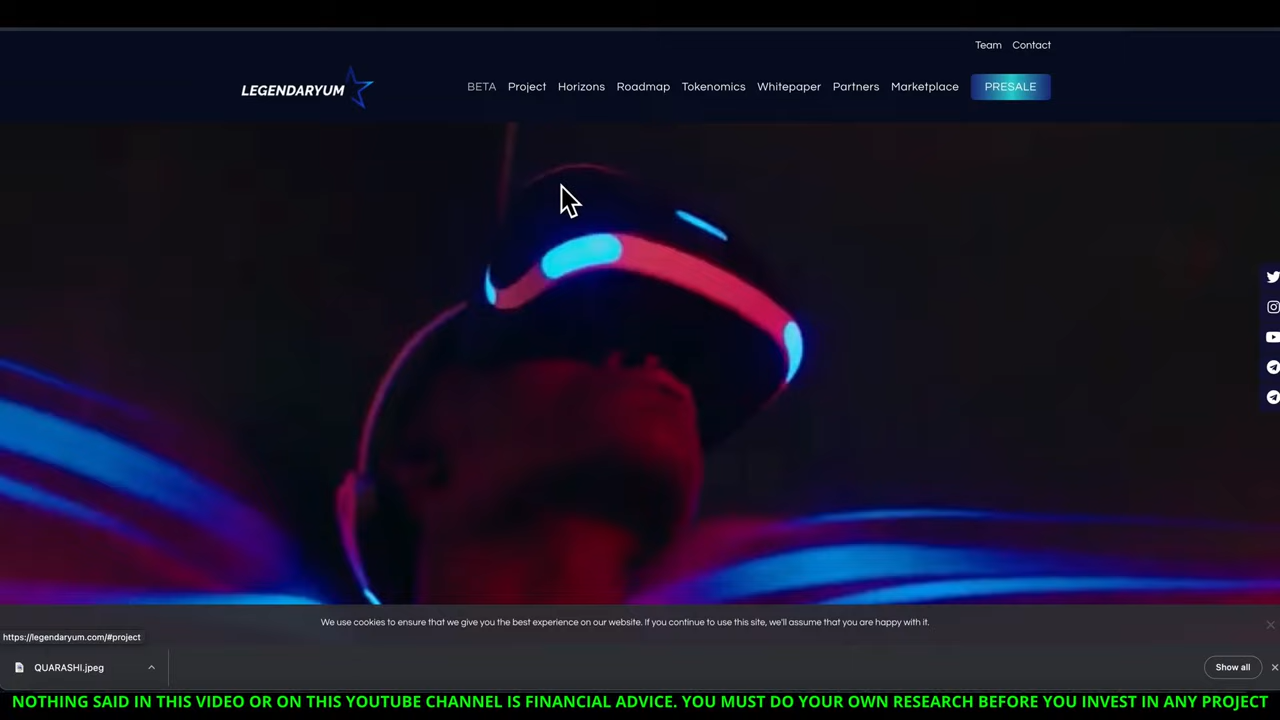 Team Contact
LEGENDARYUM
BETA Project Horizons Roadmap Tokenomics Whitepaper Partners Marketplace PRESALE
We use cookies to ensure that we give you the best experience on our website. If you continue to use this site, we'll assume that you are happy with it.
https://legendaryum.com/#project
QUARASHI.jpeg
Show all
NOTHING SAID IN THIS VIDEO OR ON THIS YOUTUBE CHANNEL IS FINANCIAL ADVICE. YOU MUST DO YOUR OWN RESEARCH BEFORE YOU INVEST IN ANY PROJECT